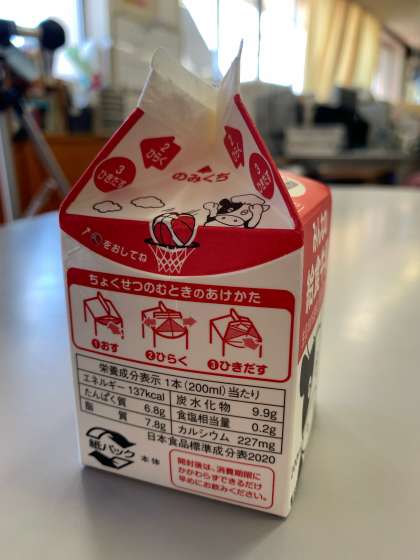 2
ひらく
3
ひきだす
のみくち
2
ひらく
3
ひきだす
をおしてね
ちょくせつのむときのあけかた
①おす
②ひらく
③ひきだす
栄養成分表示 1本(200ml)当たり
エネルギー 137kcal 炭水化物 9.9g
たんぱく質 6.8g 食塩相当量 0.2g
脂質 7.8g カルシウム 227mg
日本食品標準成分表2020
紙パック
本体
開封後は、消費期限に
かかわらずできるだけ
早めにお飲みください。